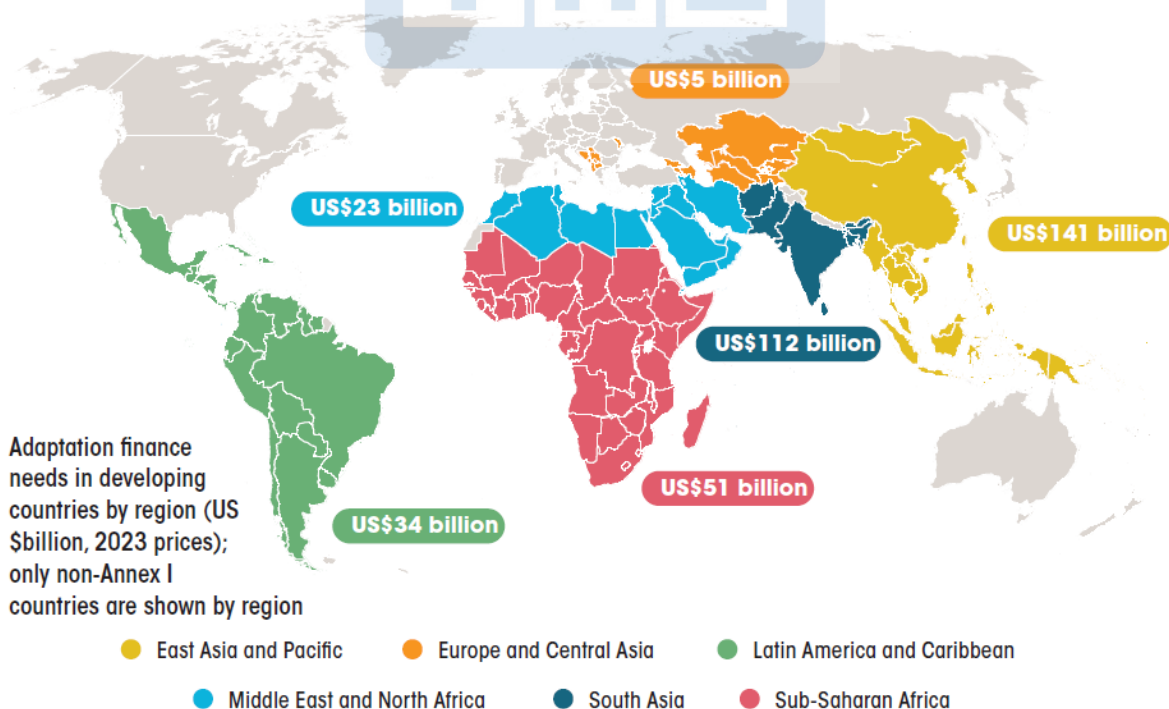 US$5 billion
US$23 billion
US$141 billion
US$112 billion
US$51 billion
US$34 billion
Adaptation finance
needs in developing
countries by region (US
$billion, 2023 prices);
only non-Annex I
countries are shown by region
East Asia and Pacific
Europe and Central Asia
Latin America and Caribbean
Middle East and North Africa
South Asia
Sub-Saharan Africa